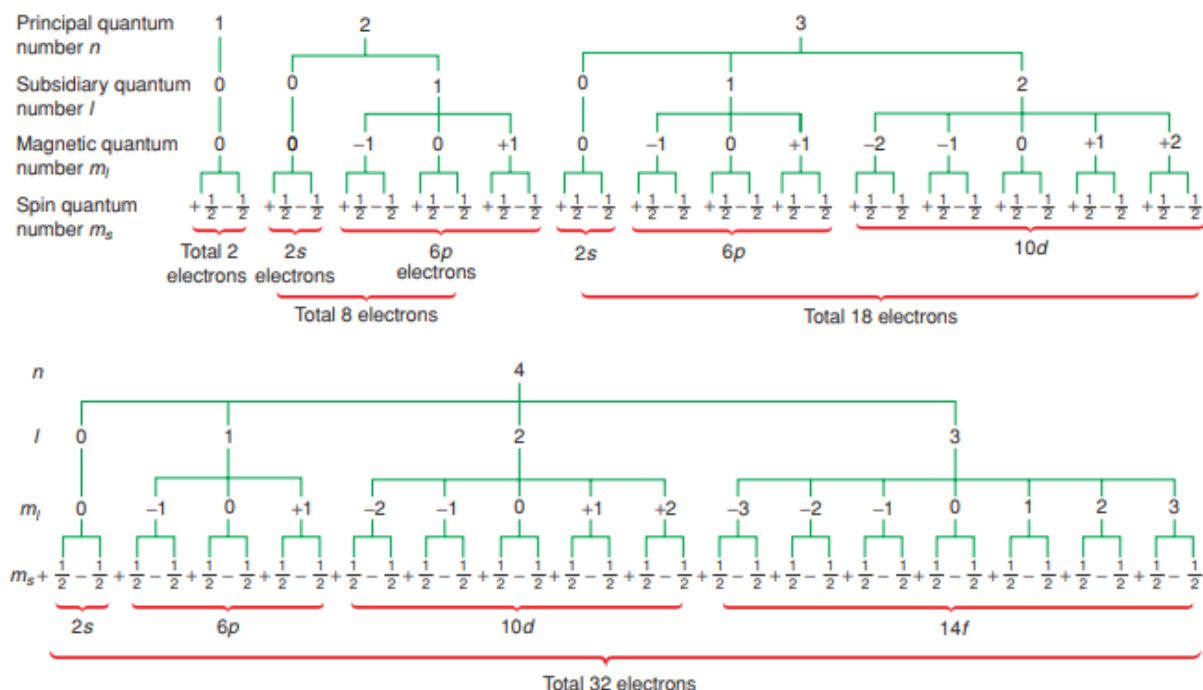 Principal quantum number n 1 2 3
Subsidiary quantum number l 0 0 1 0 1 2
Magnetic quantum number m_l 0 0 −1 0 +1 0 −1 0 +1 −2 −1 0 +1 +2
Spin quantum number m_s +1/2 −1/2 +1/2 −1/2 +1/2 −1/2 +1/2 −1/2 +1/2 −1/2 +1/2 −1/2 +1/2 −1/2 +1/2 −1/2 +1/2 −1/2 +1/2 −1/2 +1/2 −1/2 +1/2 −1/2 +1/2 −1/2 +1/2 −1/2
Total 2 electrons 2s electrons 6p electrons 2s 6p 10d
Total 8 electrons Total 18 electrons
n 4
l 0 1 2 3
m_l 0 −1 0 +1 −2 −1 0 +1 +2 −3 −2 −1 0 1 2 3
m_s +1/2 −1/2 +1/2 −1/2 +1/2 −1/2 +1/2 −1/2 +1/2 −1/2 +1/2 −1/2 +1/2 −1/2 +1/2 −1/2 +1/2 −1/2 +1/2 −1/2 +1/2 −1/2 +1/2 −1/2 +1/2 −1/2 +1/2 −1/2 +1/2 −1/2 +1/2 −1/2
2s 6p 10d 14f
Total 32 electrons